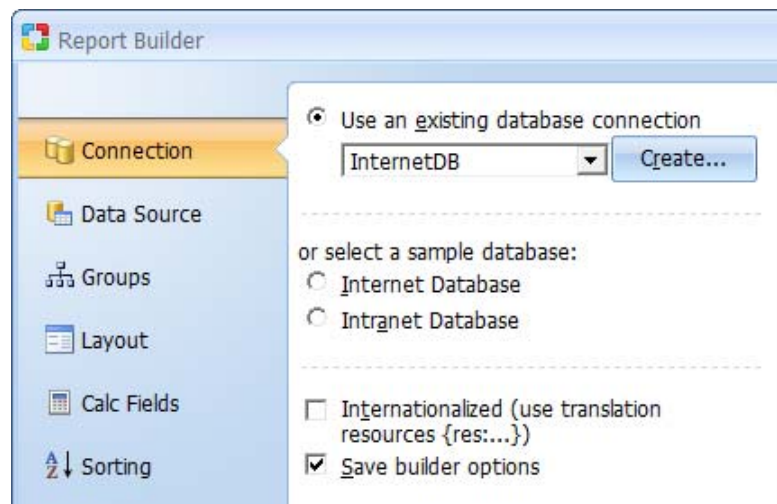 Report Builder
Connection
Data Source
Groups
Layout
Calc Fields
Sorting
Use an existing database connection
InternetDB
Create...
or select a sample database:
Internet Database
Intranet Database
Internationalized (use translation
resources {res:...})
Save builder options